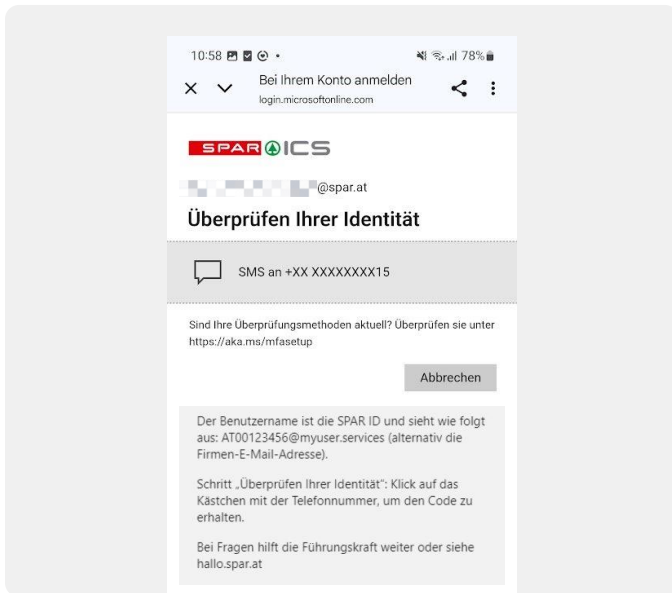 10:58
78%
Bei Ihrem Konto anmelden
login.microsoftonline.com
SPAR ICS
@spar.at
Überprüfen Ihrer Identität
SMS an +XX XXXXXXXX15
Sind Ihre Überprüfungsmethoden aktuell? Überprüfen sie unter
https://aka.ms/mfasetup
Abbrechen
Der Benutzername ist die SPAR ID und sieht wie folgt
aus: AT00123456@myuser.services (alternativ die
Firmen-E-Mail-Adresse).
Schritt „Überprüfen Ihrer Identität“: Klick auf das
Kästchen mit der Telefonnummer, um den Code zu
erhalten.
Bei Fragen hilft die Führungskraft weiter oder siehe
hallo.spar.at